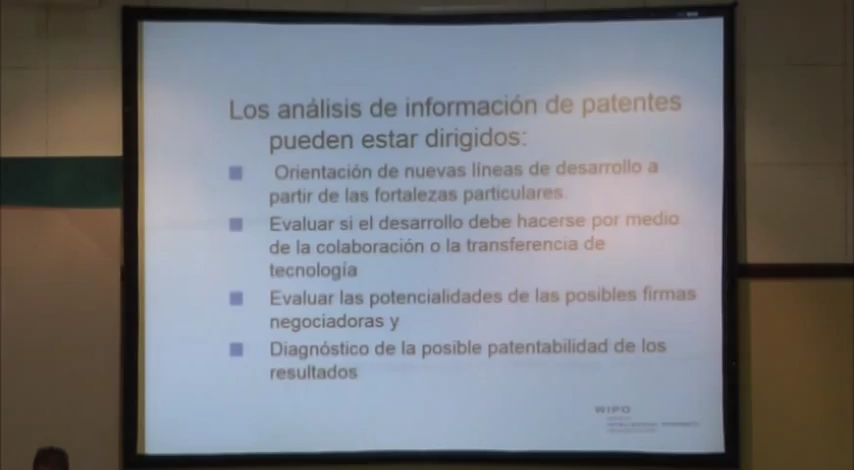 Los análisis de información de patentes
pueden estar dirigidos:
Orientación de nuevas líneas de desarrollo a
partir de las fortalezas particulares.
Evaluar si el desarrollo debe hacerse por medio
de la colaboración o la transferencia de
tecnología
Evaluar las potencialidades de las posibles firmas
negociadoras y
Diagnóstico de la posible patentabilidad de los
resultados
WIPO